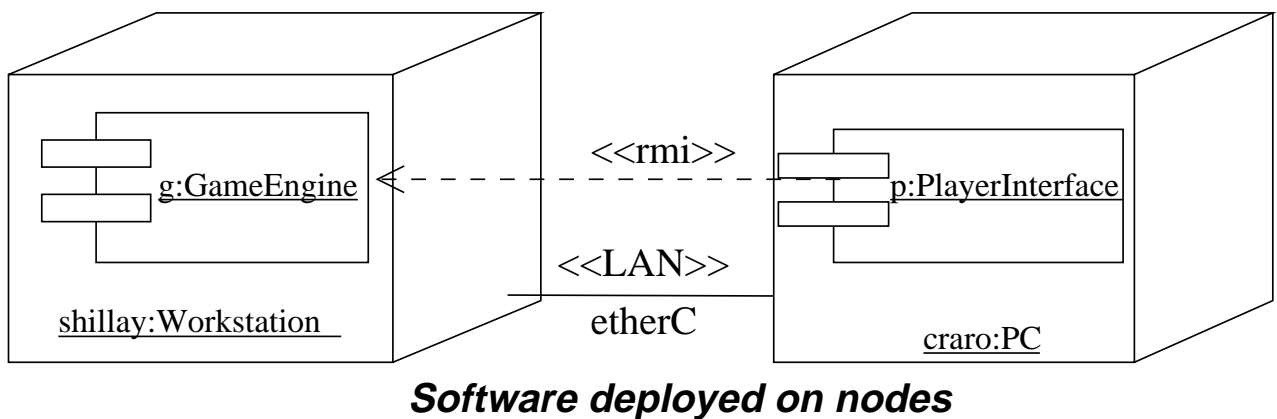 <<rmi>>
g:GameEngine
p:PlayerInterface
<<LAN>>
shillay:Workstation
etherC
craro:PC
Software deployed on nodes